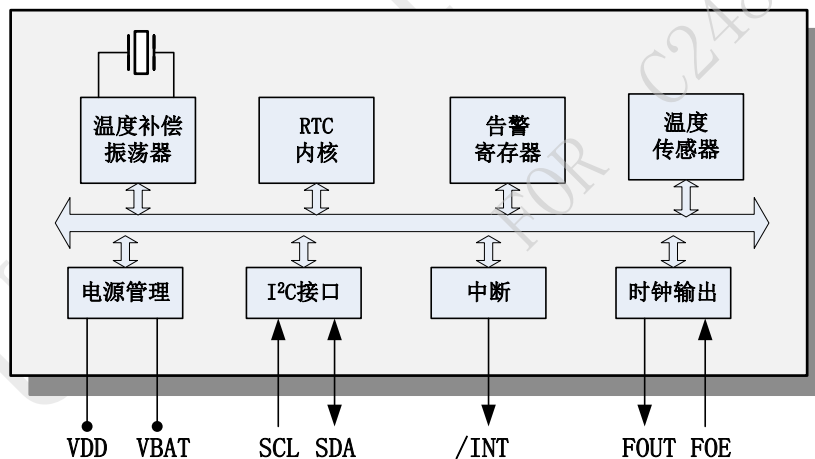 温度补偿
振荡器
RTC
内核
告警
寄存器
温度
传感器
电源管理
I²C接口
中断
时钟输出
VDD VBAT SCL SDA /INT FOUT FOE
FOR C248